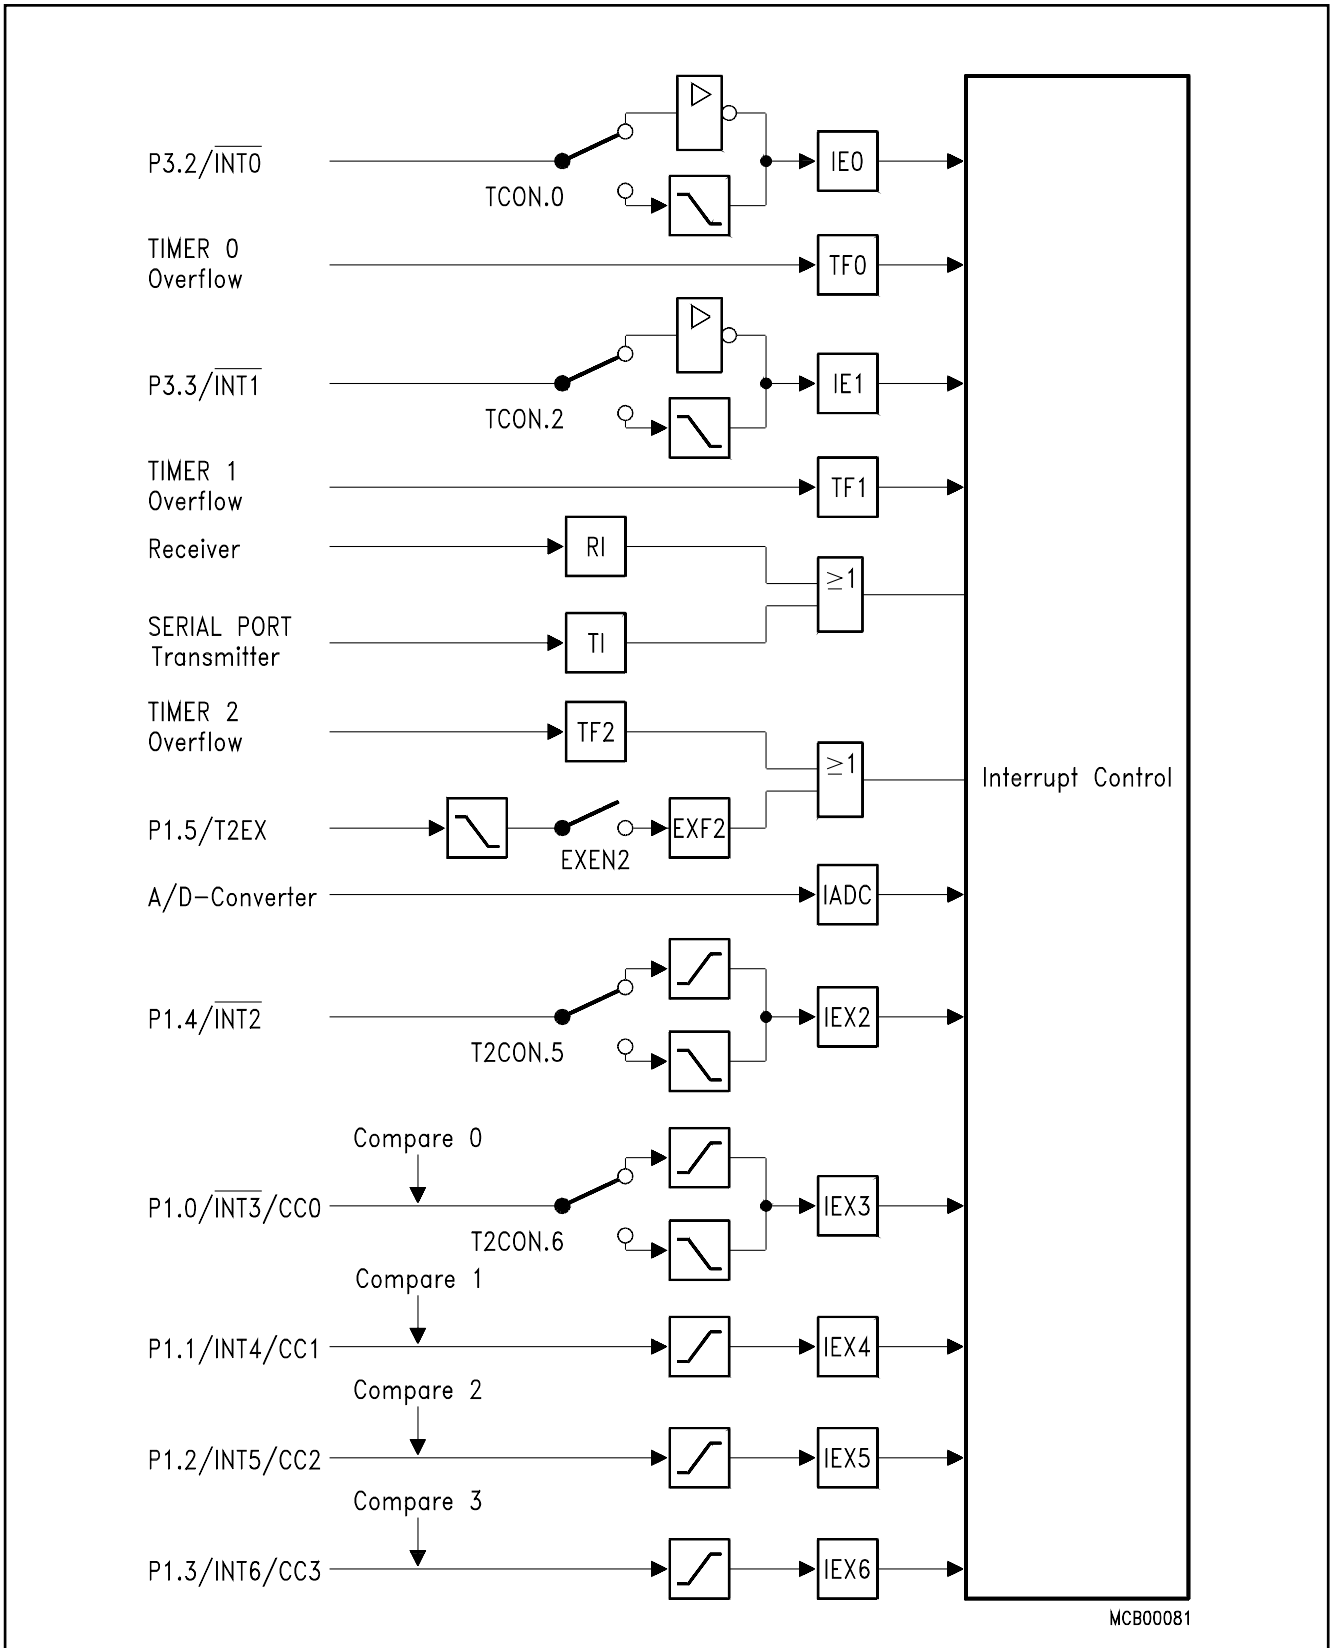 P3.2/INT0
TCON.0
IE0
TIMER 0
Overflow
TF0
P3.3/INT1
TCON.2
IE1
TIMER 1
Overflow
TF1
Receiver
RI
≥1
SERIAL PORT
Transmitter
TI
TIMER 2
Overflow
TF2
≥1
Interrupt Control
P1.5/T2EX
EXEN2
EXF2
A/D-Converter
IADC
P1.4/INT2
T2CON.5
IEX2
Compare 0
P1.0/INT3/CC0
T2CON.6
IEX3
Compare 1
P1.1/INT4/CC1
IEX4
Compare 2
P1.2/INT5/CC2
IEX5
Compare 3
P1.3/INT6/CC3
IEX6
MCB00081